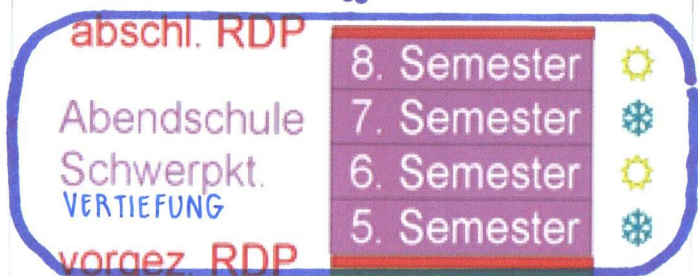 abschl. RDP
8. Semester
Abendschule 7. Semester
Schwerpkt. 6. Semester
VERTIEFUNG
5. Semester
vorgez. RDP